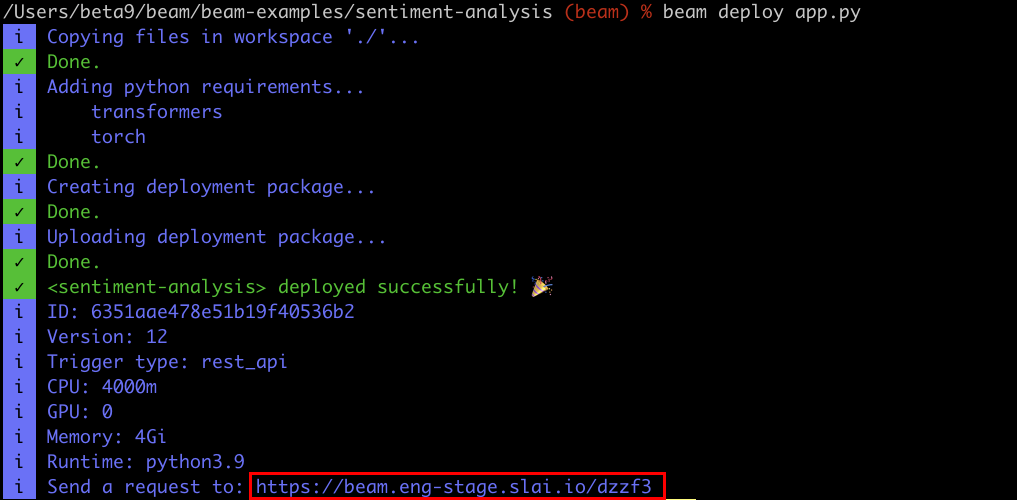 /Users/beta9/beam/beam-examples/sentiment-analysis (beam) % beam deploy app.py
i Copying files in workspace './'...
✓ Done.
i Adding python requirements...
i transformers
i torch
✓ Done.
i Creating deployment package...
✓ Done.
i Uploading deployment package...
✓ Done.
✓ <sentiment-analysis> deployed successfully! 🎉
i ID: 6351aae478e51b19f40536b2
i Version: 12
i Trigger type: rest_api
i CPU: 4000m
i GPU: 0
i Memory: 4Gi
i Runtime: python3.9
i Send a request to: https://beam.eng-stage.slai.io/dzzf3